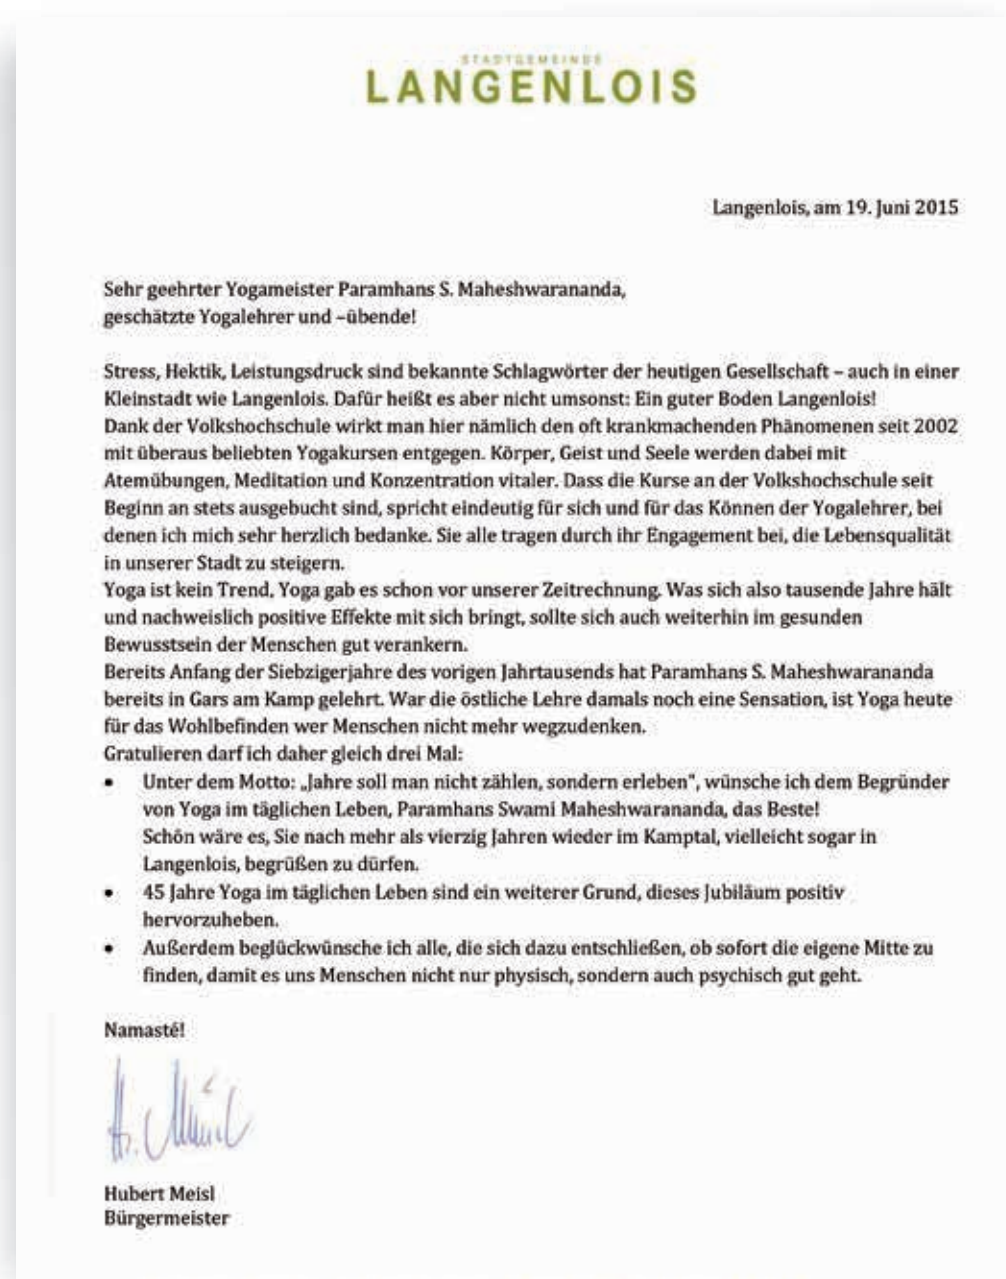 STADTGEMEINDE
LANGENLOIS
Langenlois, am 19. Juni 2015
Sehr geehrter Yogameister Paramhans S. Maheshwarananda,
geschätzte Yogalehrer und –übende!
Stress, Hektik, Leistungsdruck sind bekannte Schlagwörter der heutigen Gesellschaft – auch in einer
Kleinstadt wie Langenlois. Dafür heißt es aber nicht umsonst: Ein guter Boden Langenlois!
Dank der Volkshochschule wirkt man hier nämlich den oft krankmachenden Phänomenen seit 2002
mit überaus beliebten Yogakursen entgegen. Körper, Geist und Seele werden dabei mit
Atemübungen, Meditation und Konzentration vitaler. Dass die Kurse an der Volkshochschule seit
Beginn an stets ausgebucht sind, spricht eindeutig für sich und für das Können der Yogalehrer, bei
denen ich mich sehr herzlich bedanke. Sie alle tragen durch ihr Engagement bei, die Lebensqualität
in unserer Stadt zu steigern.
Yoga ist kein Trend, Yoga gab es schon vor unserer Zeitrechnung. Was sich also tausende Jahre hält
und nachweislich positive Effekte mit sich bringt, sollte sich auch weiterhin im gesunden
Bewusstsein der Menschen gut verankern.
Bereits Anfang der Siebzigerjahre des vorigen Jahrtausends hat Paramhans S. Maheshwarananda
bereits in Gars am Kamp gelehrt. War die östliche Lehre damals noch eine Sensation, ist Yoga heute
für das Wohlbefinden wer Menschen nicht mehr wegzudenken.
Gratulieren darf ich daher gleich drei Mal:
• Unter dem Motto: „Jahre soll man nicht zählen, sondern erleben“, wünsche ich dem Begründer
von Yoga im täglichen Leben, Paramhans Swami Maheshwarananda, das Beste!
Schön wäre es, Sie nach mehr als vierzig Jahren wieder im Kamptal, vielleicht sogar in
Langenlois, begrüßen zu dürfen.
• 45 Jahre Yoga im täglichen Leben sind ein weiterer Grund, dieses Jubiläum positiv
hervorzuheben.
• Außerdem beglückwünsche ich alle, die sich dazu entschließen, ob sofort die eigene Mitte zu
finden, damit es uns Menschen nicht nur physisch, sondern auch psychisch gut geht.
Namasté!
Hubert Meisl
Bürgermeister